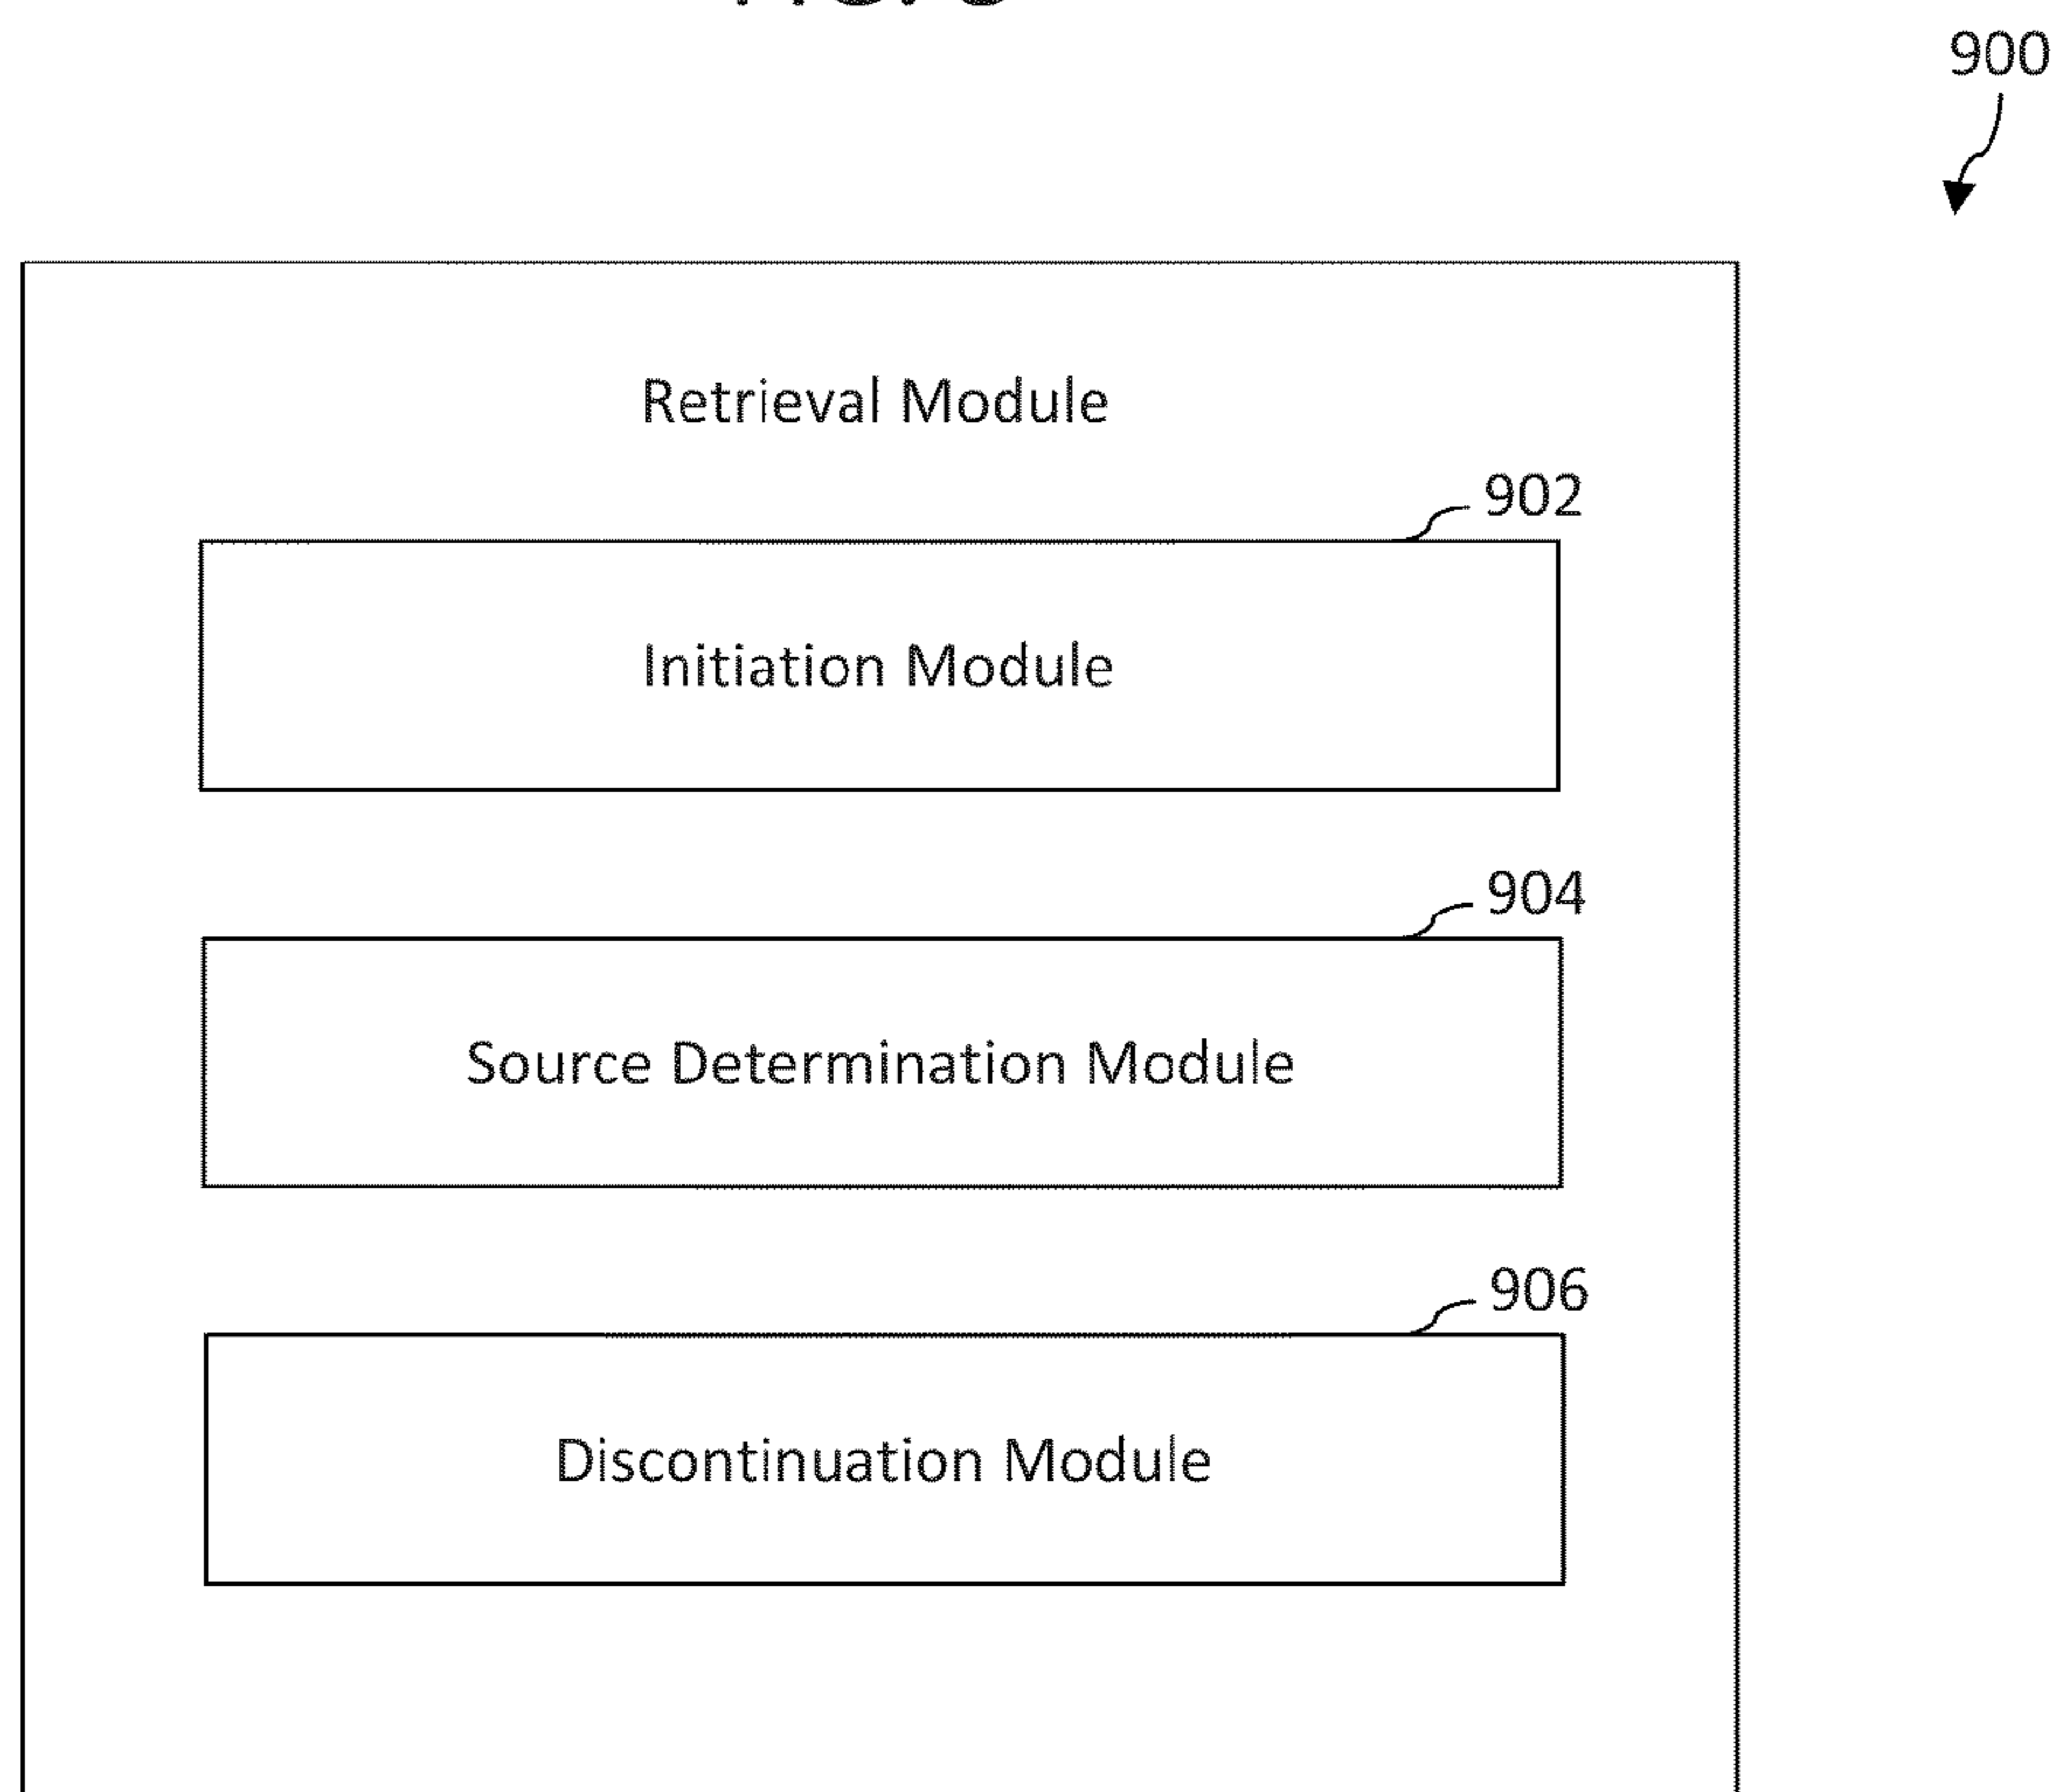 900
Retrieval Module
902
Initiation Module
904
Source Determination Module
906
Discontinuation Module